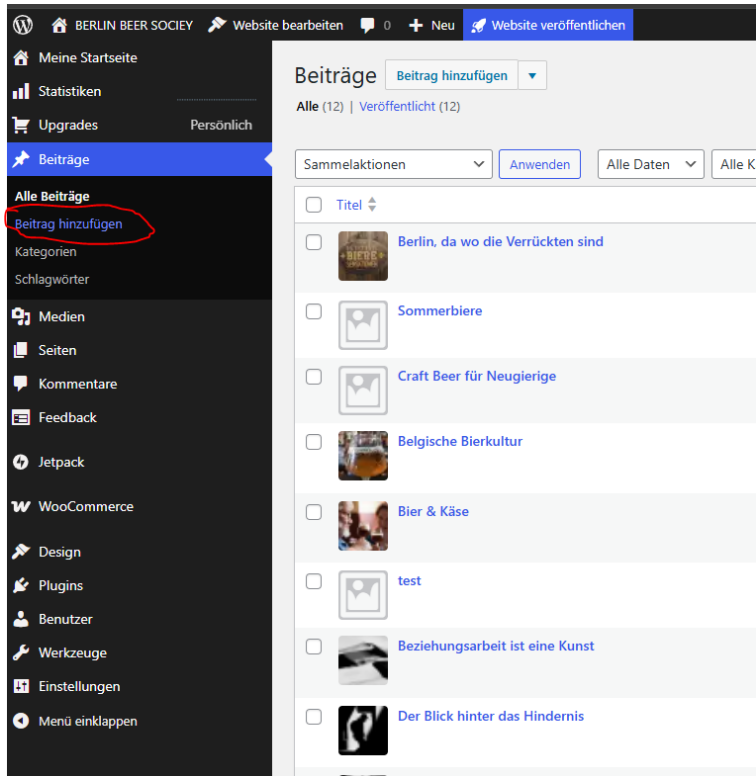 BERLIN BEER SOCIEY Website bearbeiten 0 + Neu Website veröffentlichen
Meine Startseite
Statistiken
Upgrades Persönlich
Beiträge
Alle Beiträge
Beitrag hinzufügen
Kategorien
Schlagwörter
Medien
Seiten
Kommentare
Feedback
Jetpack
WooCommerce
Design
Plugins
Benutzer
Werkzeuge
Einstellungen
Menü einklappen
Beiträge Beitrag hinzufügen
Alle (12) | Veröffentlicht (12)
Sammelaktionen Anwenden Alle Daten Alle K
Titel
BIERE
Berlin, da wo die Verrückten sind
Sommerbiere
Craft Beer für Neugierige
Belgische Bierkultur
Bier & Käse
test
Beziehungsarbeit ist eine Kunst
Der Blick hinter das Hindernis